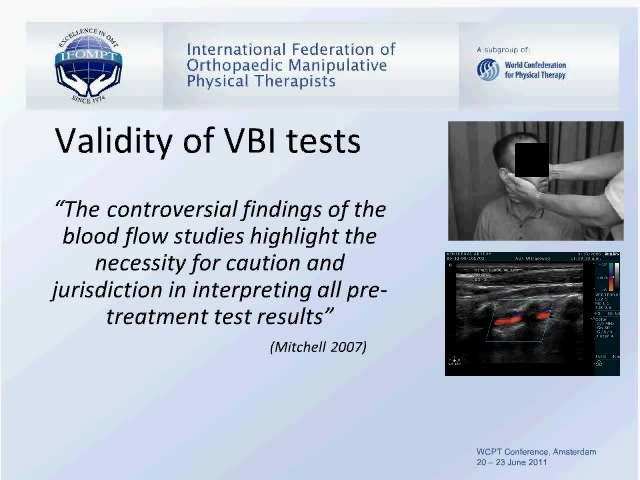 EXCELLENCE IN OMT
IFOMPT
SINCE 1974
International Federation of
Orthopaedic Manipulative
Physical Therapists
A subgroup of:
World Confederation
for Physical Therapy
Validity of VBI tests
“The controversial findings of the
blood flow studies highlight the
necessity for caution and
jurisdiction in interpreting all pre-
treatment test results”
(Mitchell 2007)
WCPT Conference, Amsterdam
20 – 23 June 2011